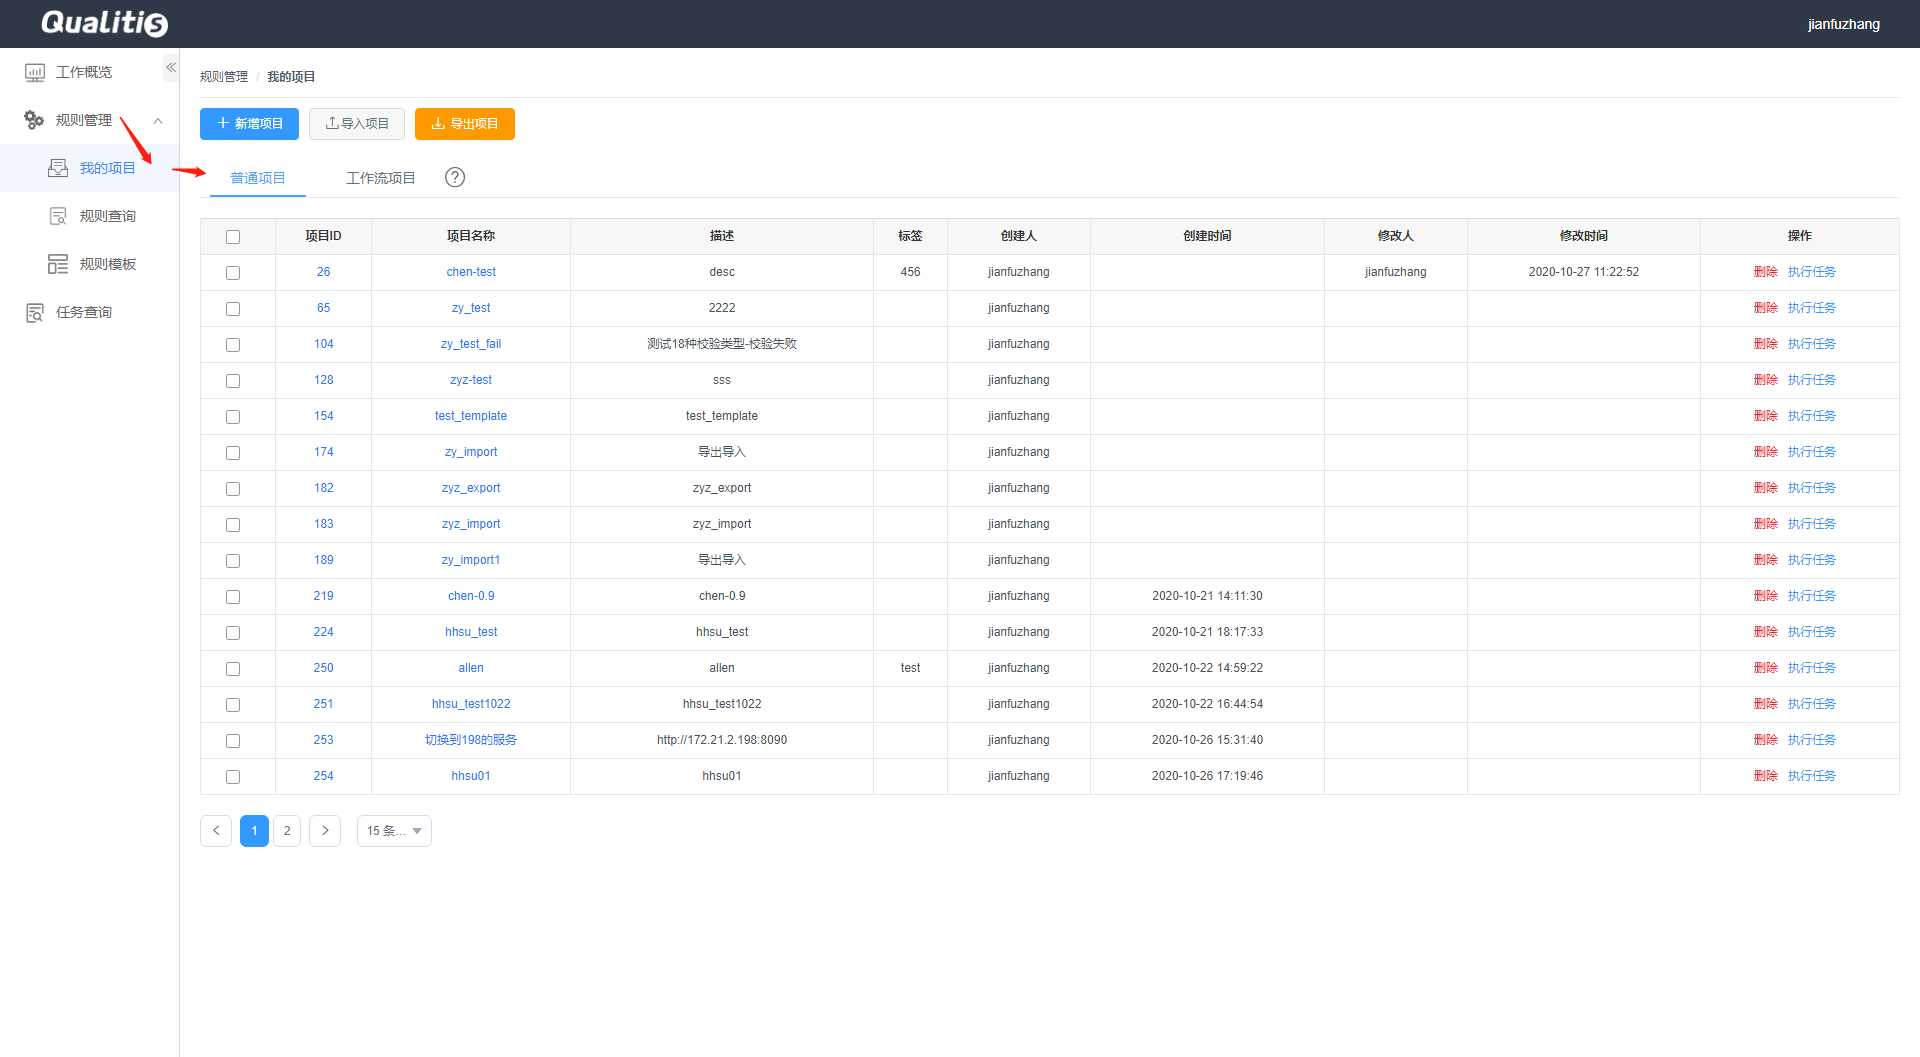 Qualitis
jianfuzhang
工作概览
规则管理
我的项目
规则查询
规则模板
任务查询
规则管理 / 我的项目
新增项目 导入项目 导出项目
普通项目 工作流项目 ?
项目ID 项目名称 描述 标签 创建人 创建时间 修改人 修改时间 操作
26 chen-test desc 456 jianfuzhang jianfuzhang 2020-10-27 11:22:52 删除 执行任务
65 zy_test 2222 jianfuzhang 删除 执行任务
104 zy_test_fail 测试18种校验类型-校验失败 jianfuzhang 删除 执行任务
128 zyz-test sss jianfuzhang 删除 执行任务
154 test_template test_template jianfuzhang 删除 执行任务
174 zy_import 导出导入 jianfuzhang 删除 执行任务
182 zyz_export zyz_export jianfuzhang 删除 执行任务
183 zyz_import zyz_import jianfuzhang 删除 执行任务
189 zy_import1 导出导入 jianfuzhang 删除 执行任务
219 chen-0.9 chen-0.9 jianfuzhang 2020-10-21 14:11:30 删除 执行任务
224 hhsu_test hhsu_test jianfuzhang 2020-10-21 18:17:33 删除 执行任务
250 allen allen test jianfuzhang 2020-10-22 14:59:22 删除 执行任务
251 hhsu_test1022 hhsu_test1022 jianfuzhang 2020-10-22 16:44:54 删除 执行任务
253 切换到198的服务 http://172.21.2.198:8090 jianfuzhang 2020-10-26 15:31:40 删除 执行任务
254 hhsu01 hhsu01 jianfuzhang 2020-10-26 17:19:46 删除 执行任务
1 2 15 条...